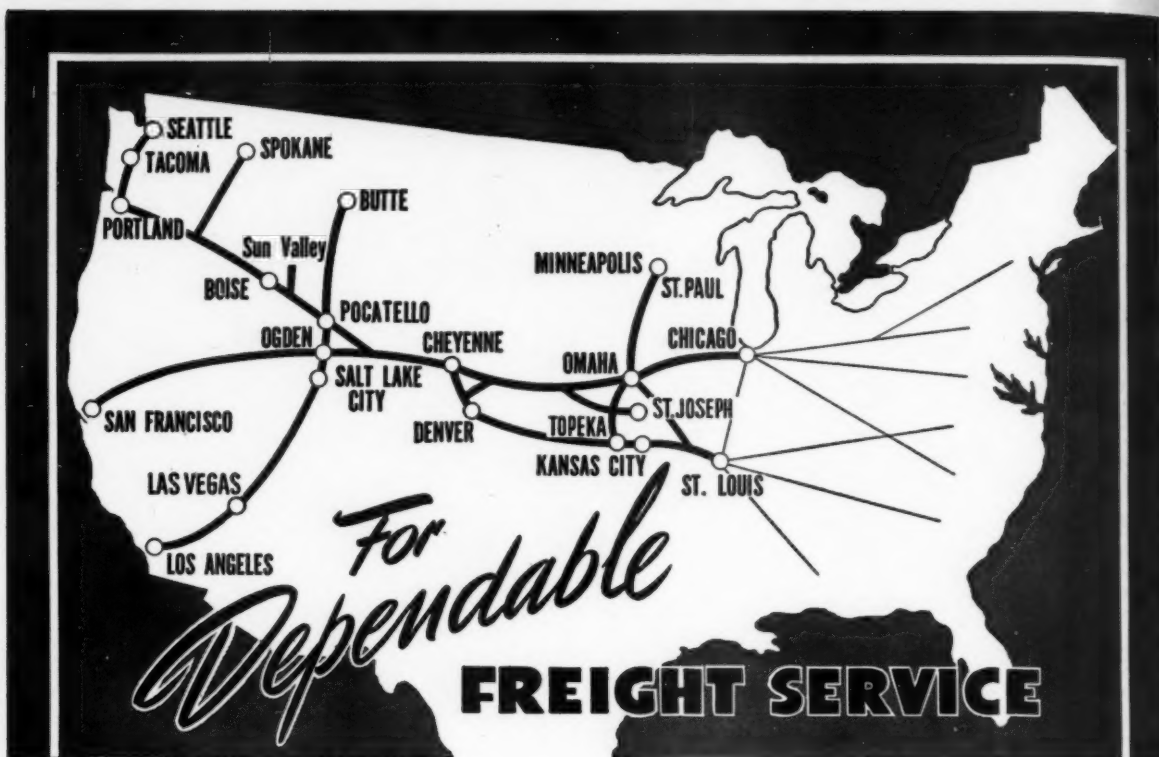 SEATTLE
TACOMA
SPOKANE
PORTLAND
BUTTE
Sun Valley
BOISE
MINNEAPOLIS
ST. PAUL
POCATELLO
OGDEN
CHEYENNE
OMAHA
CHICAGO
SALT LAKE
CITY
SAN FRANCISCO
DENVER
TOPEKA
ST. JOSEPH
KANSAS CITY
ST. LOUIS
LAS VEGAS
LOS ANGELES
For
Dependable
FREIGHT SERVICE